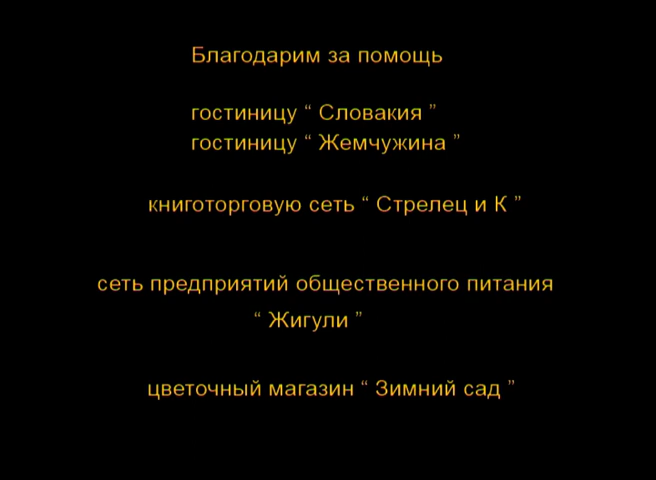 Благодарим за помощь
гостиницу “ Словакия ”
гостиницу “ Жемчужина ”
книготорговую сеть “ Стрелец и К ”
сеть предприятий общественного питания
“ Жигули ”
цветочный магазин “ Зимний сад ”